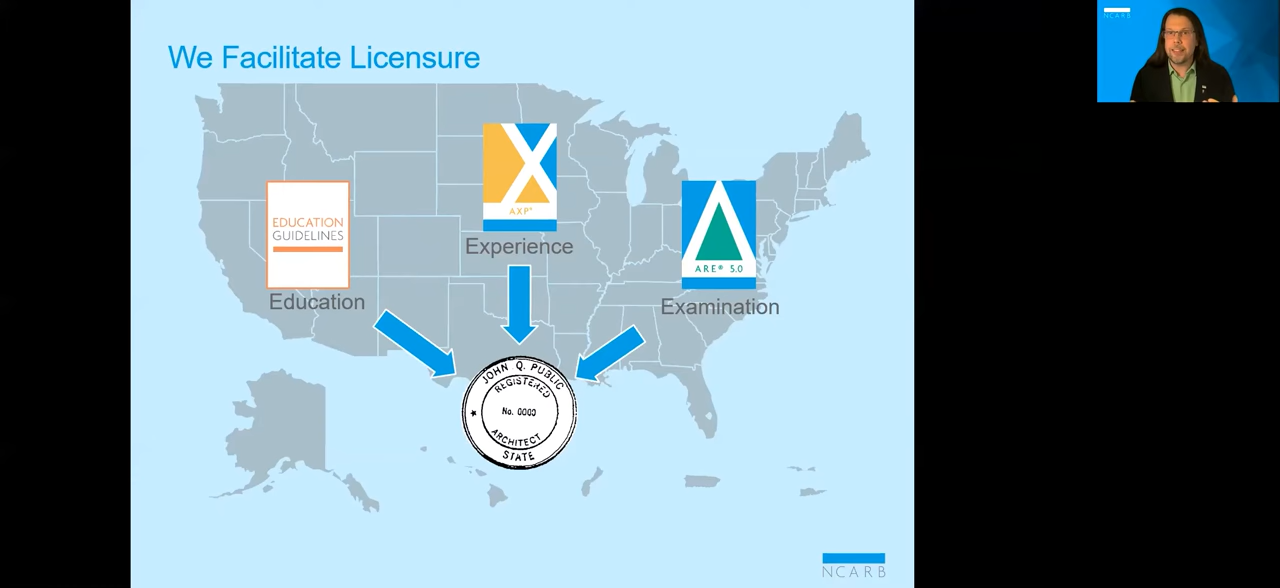 We Facilitate Licensure
EDUCATION
GUIDELINES
Education
AXP®
Experience
ARE® 5.0
Examination
JOHN Q. PUBLIC
REGISTERED
No. 0000
ARCHITECT
STATE
NCARB
NCARB